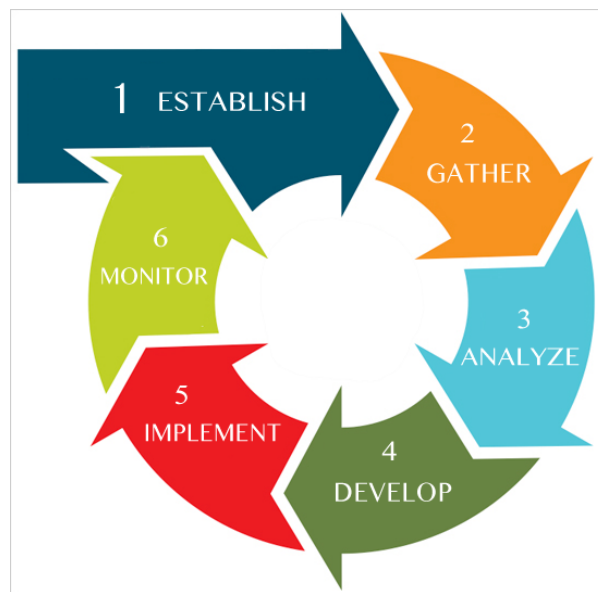 1 ESTABLISH
2
GATHER
3
ANALYZE
4
DEVELOP
5
IMPLEMENT
6
MONITOR